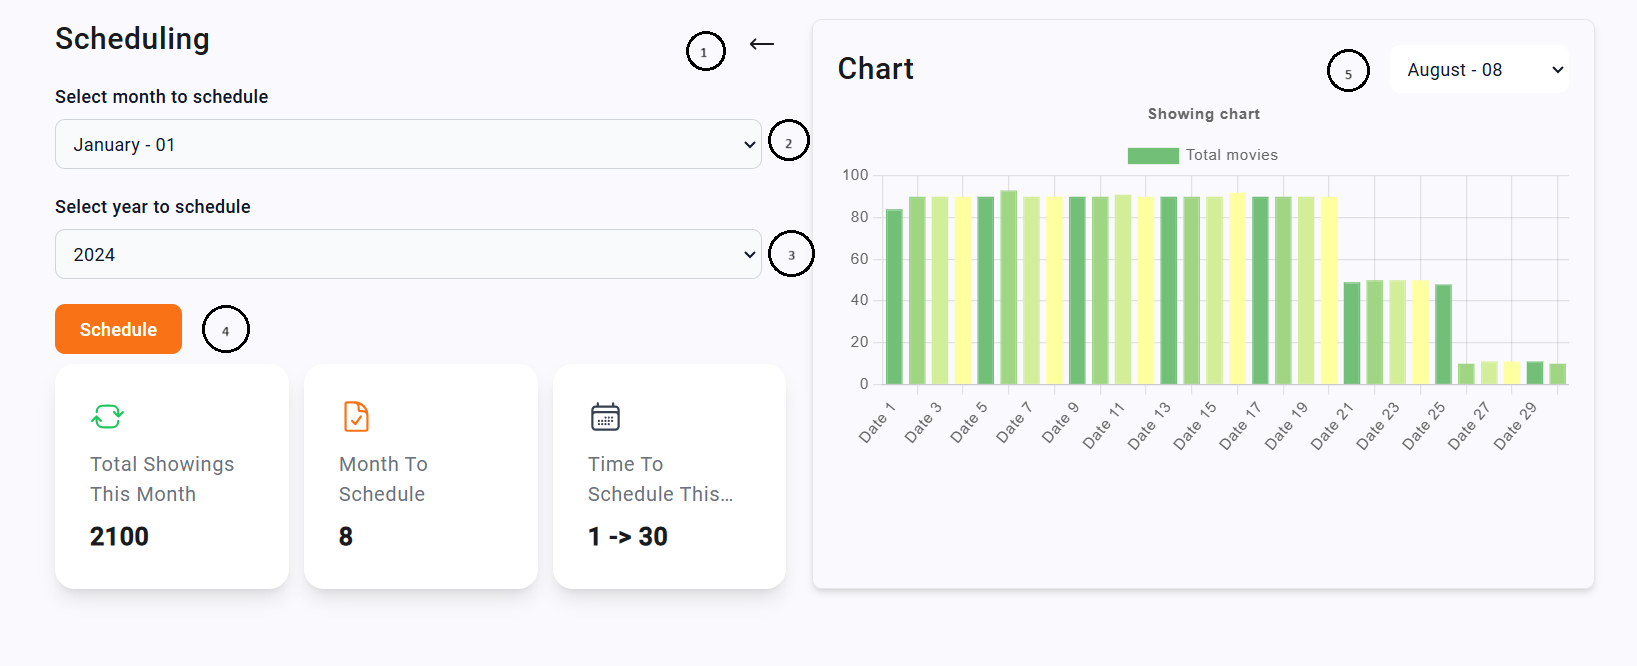 Scheduling
1
Select month to schedule
January - 01
2
Select year to schedule
2024
3
Schedule
4
Total Showings
This Month
2100
Month To
Schedule
8
Time To
Schedule This…
1 -> 30
Chart
5
August - 08
Showing chart
Total movies
100
80
60
40
20
0
Date 1
Date 3
Date 5
Date 7
Date 9
Date 11
Date 13
Date 15
Date 17
Date 19
Date 21
Date 23
Date 25
Date 27
Date 29